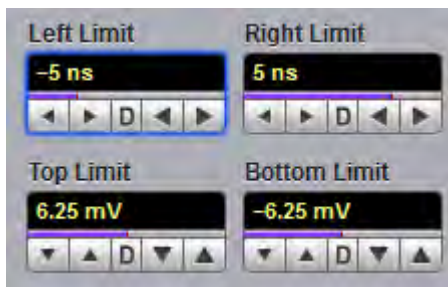 Left Limit Right Limit
−5 ns 5 ns
D D
Top Limit Bottom Limit
6.25 mV −6.25 mV
D D